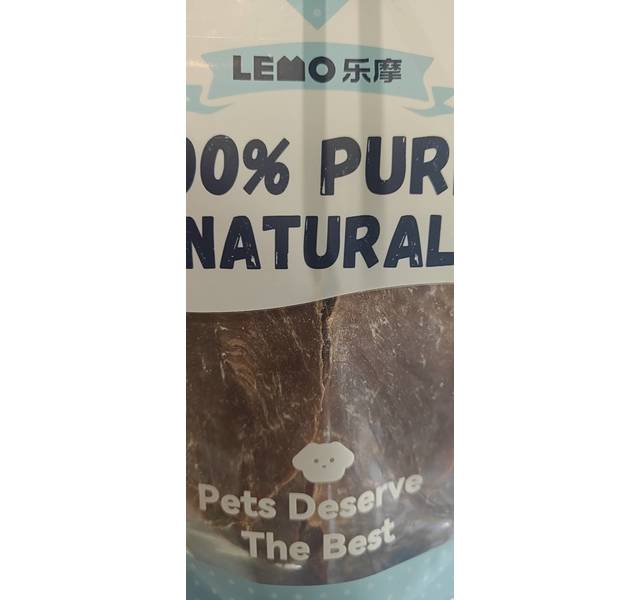 LEMO 乐摩
00% PUR
NATURAL
Pets Deserve
The Best